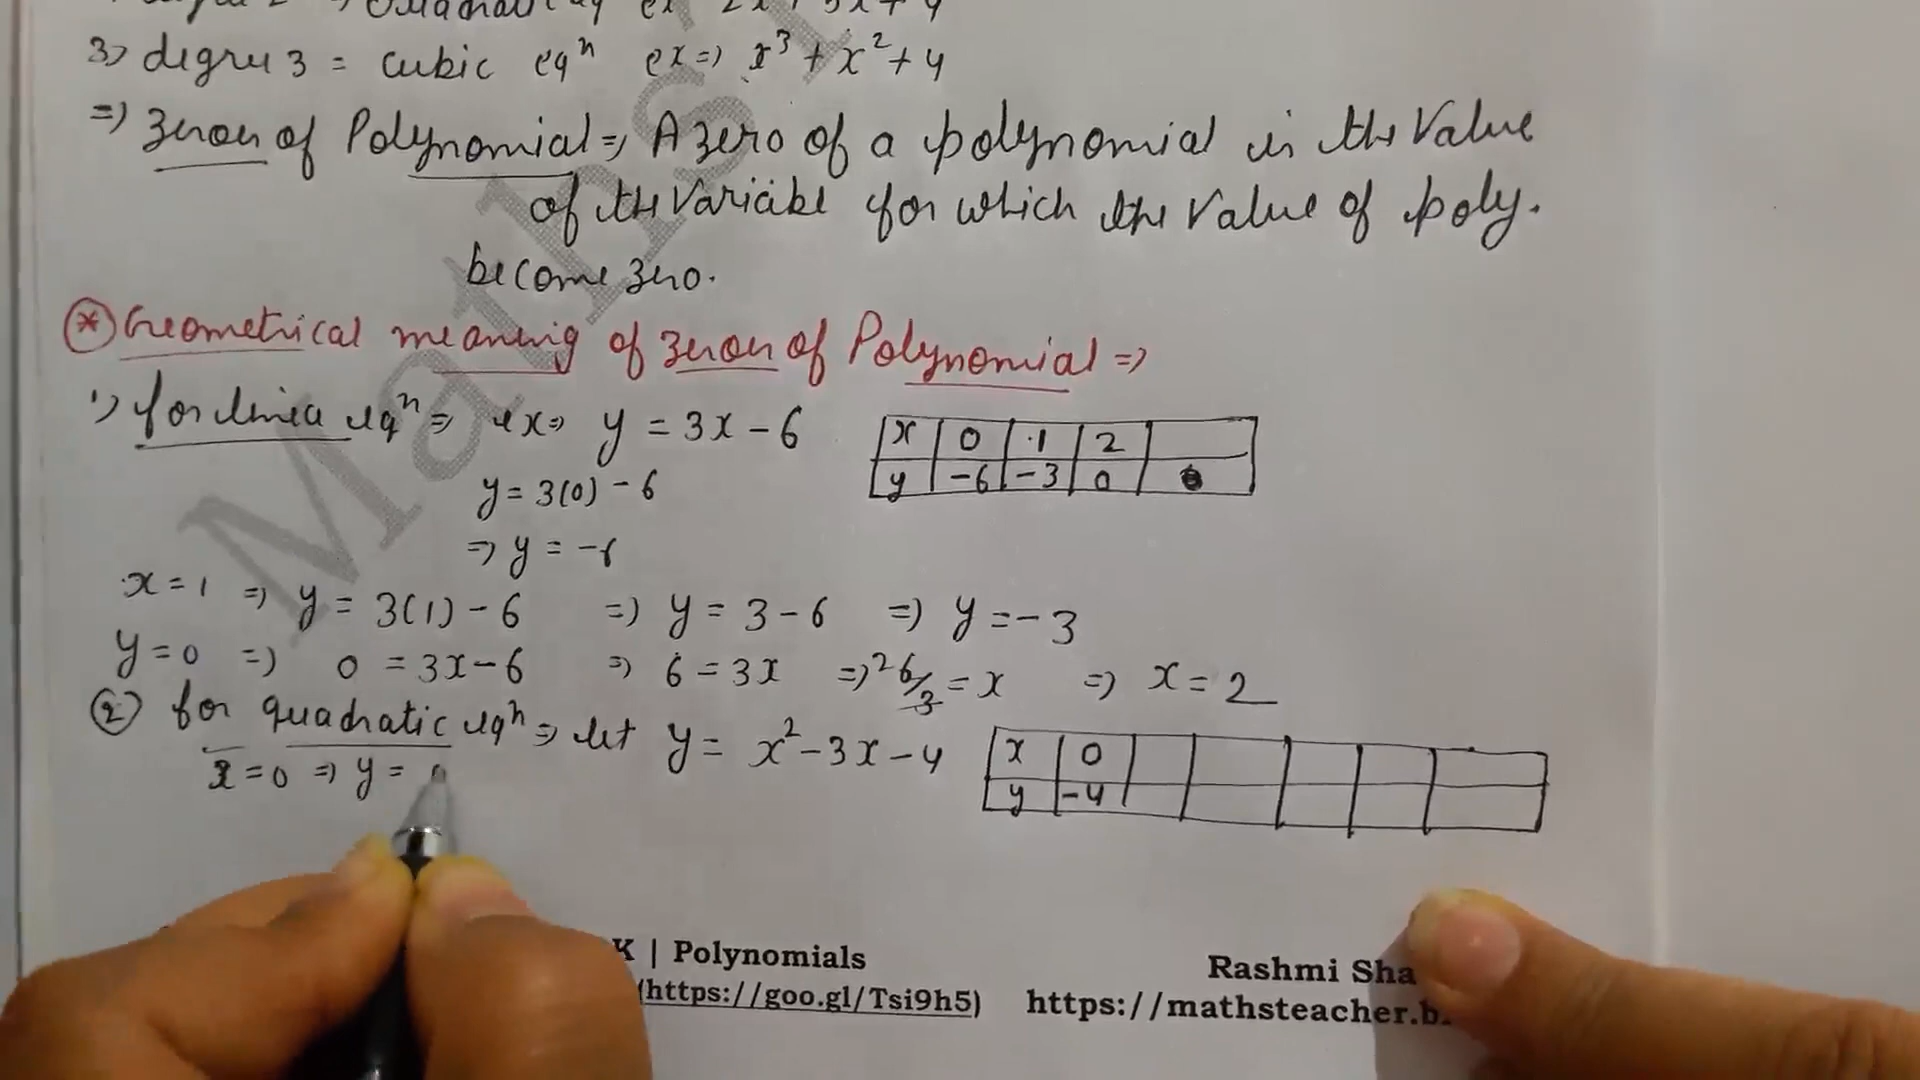 3) degree 3 = cubic eqⁿ ex => x³ + x² + 4
=> Zeroes of Polynomial => A zero of a polynomial is the Value
of the Variable for which the Value of poly.
become zero.
* Geometrical meaning of zeroes of Polynomial =>
1) for linea eqⁿ => ex => y = 3x - 6
x 0 1 2
y -6 -3 0
y = 3(0) - 6
=> y = -6
x = 1 => y = 3(1) - 6 => y = 3 - 6 => y = -3
y = 0 => 0 = 3x - 6 => 6 = 3x => 2 6/3 = x => x = 2
2) for quadratic eqⁿ => let y = x² - 3x - 4
x 0
y -4
x = 0 => y =
K | Polynomials
(https://goo.gl/Tsi9h5)
Rashmi Sha
https://mathsteacher.b